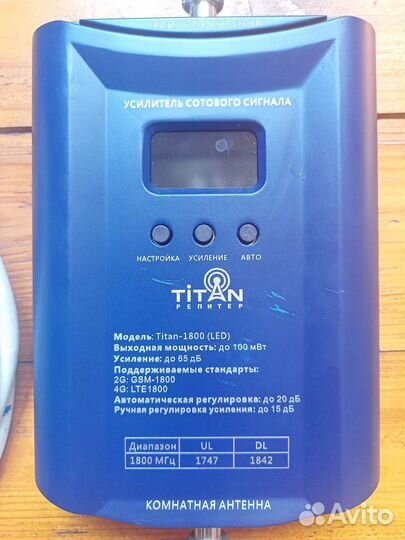 УСИЛИТЕЛЬ СОТОВОГО СИГНАЛА
НАСТРОЙКА УСИЛЕНИЕ АВТО
TiTAN
РЕПИТЕР
Модель: Titan-1800 (LED)
Выходная мощность: до 100 мВт
Усиление: до 65 дБ
Поддерживаемые стандарты:
2G: GSM-1800
4G: LTE1800
Автоматическая регулировка: до 20 дБ
Ручная регулировка усиления: до 15 дБ
Диапазон UL DL
1800 МГц 1747 1842
КОМНАТНАЯ АНТЕННА
Avito